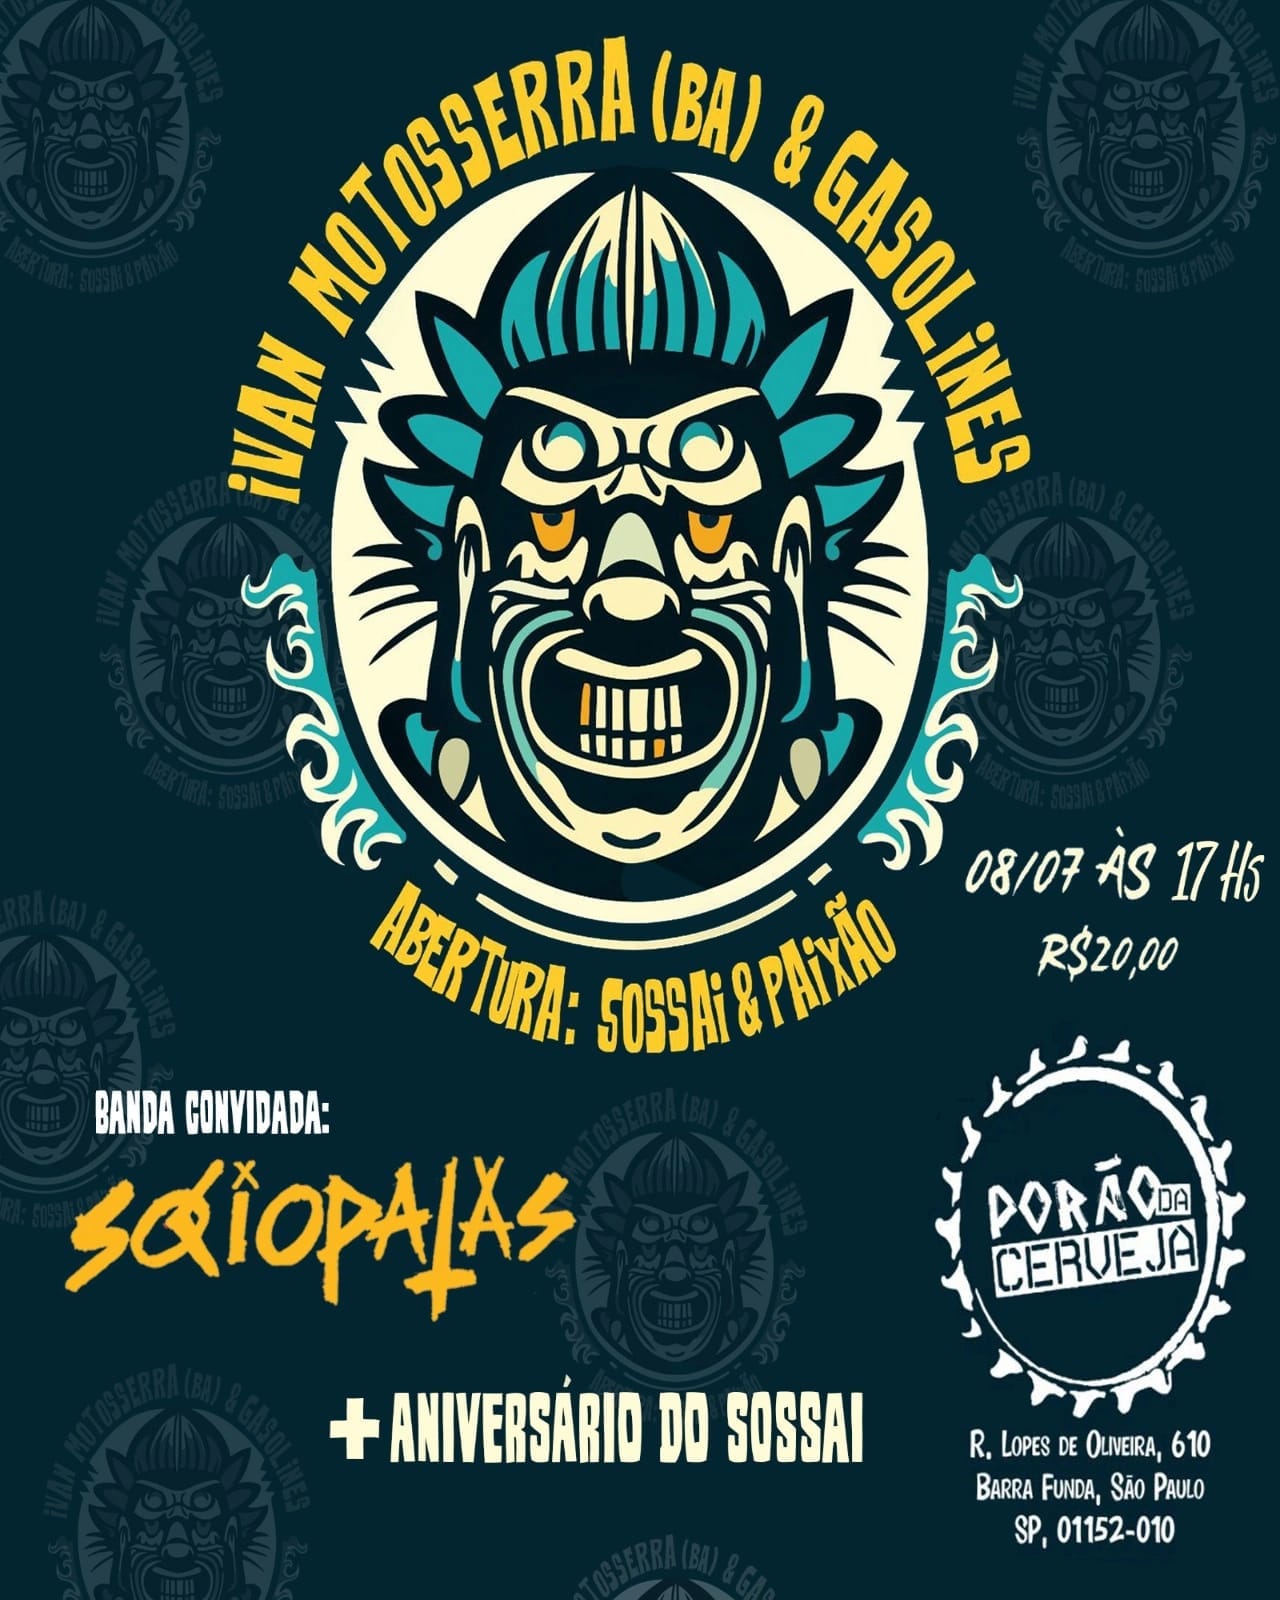 iVAN MOTOSSERRA (BA) & GASOLiNES
08/07 ÀS 17 Hs
R$20,00
ABERTURA: SOSSAi & PAiXÃO
BANDA CONVIDADA:
SOCiOPATAS
PORÃO DA
CERVEJA
+ ANIVERSÁRIO DO SOSSAI
R. LOPES DE OLIVEIRA, 610
BARRA FUNDA, SÃO PAULO
SP, 01152-010